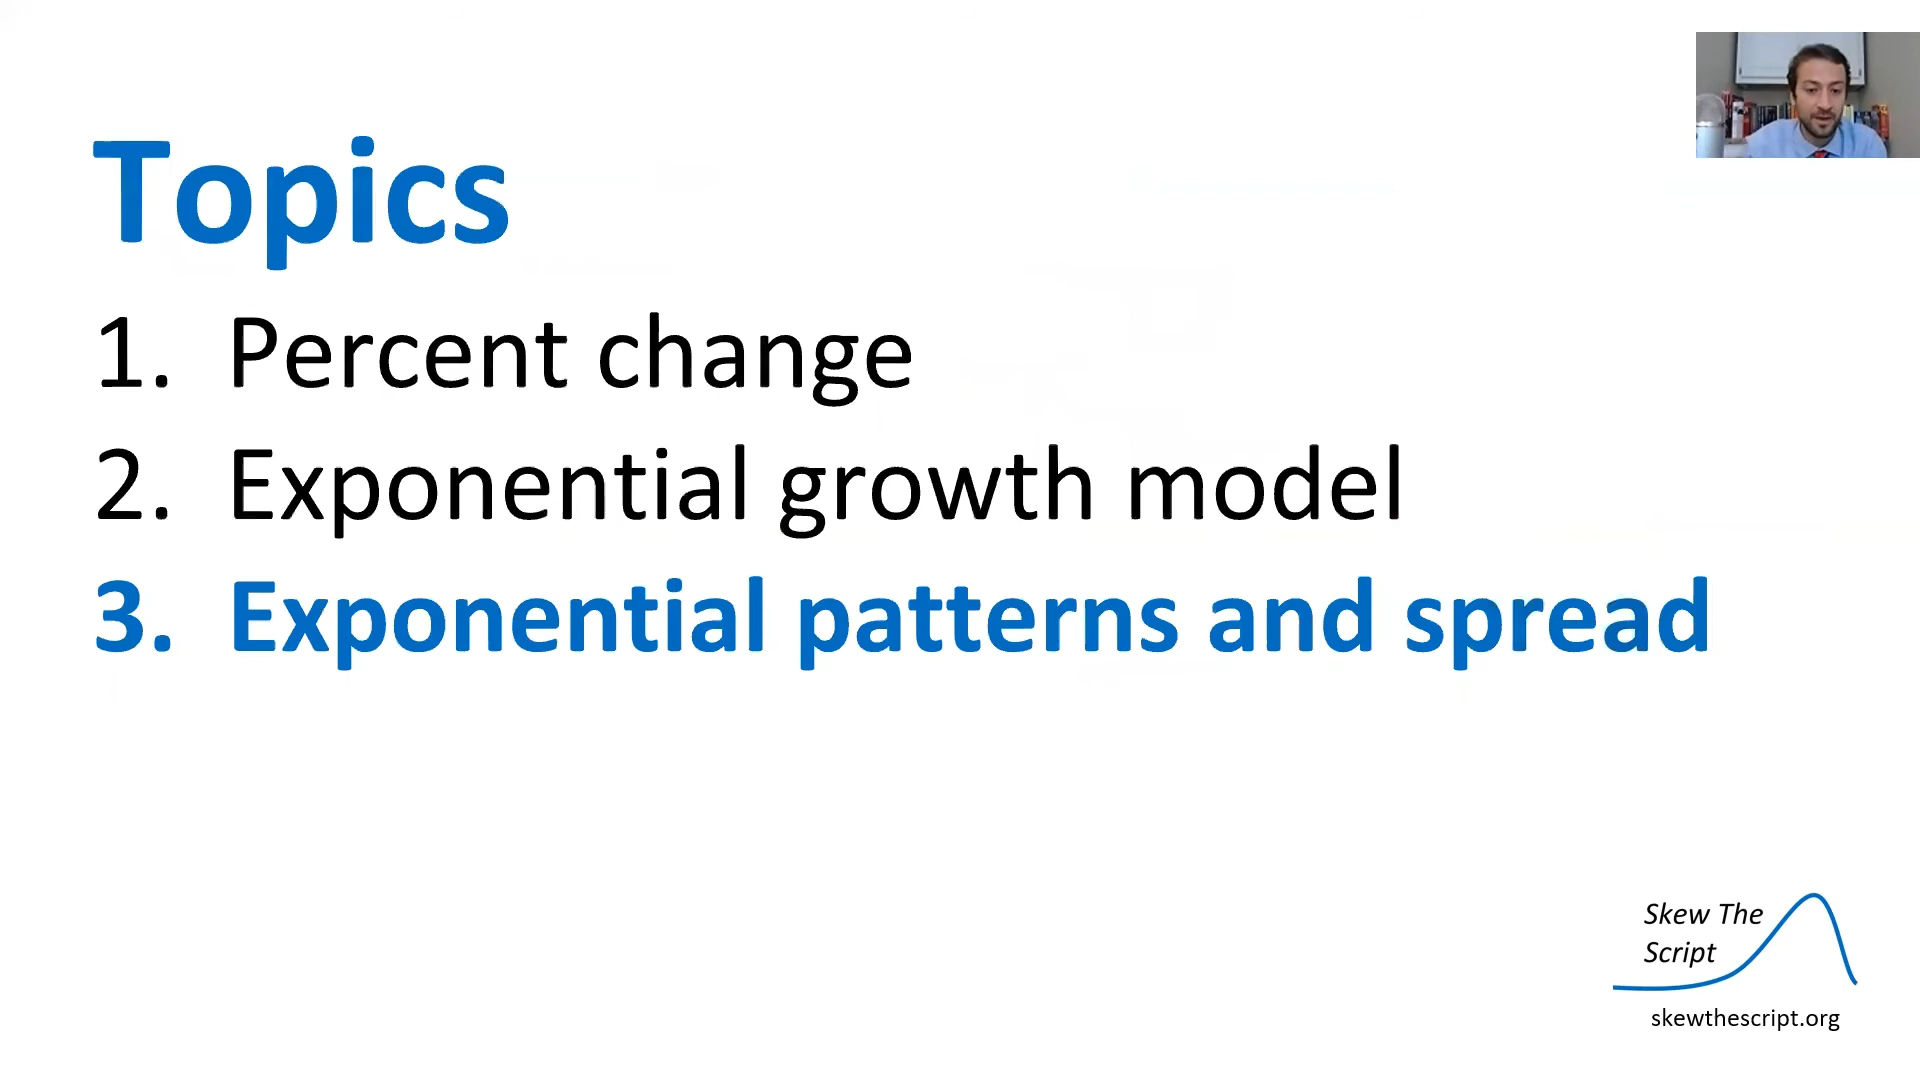 Topics
1. Percent change
2. Exponential growth model
3. Exponential patterns and spread
Skew The
Script
skewthescript.org